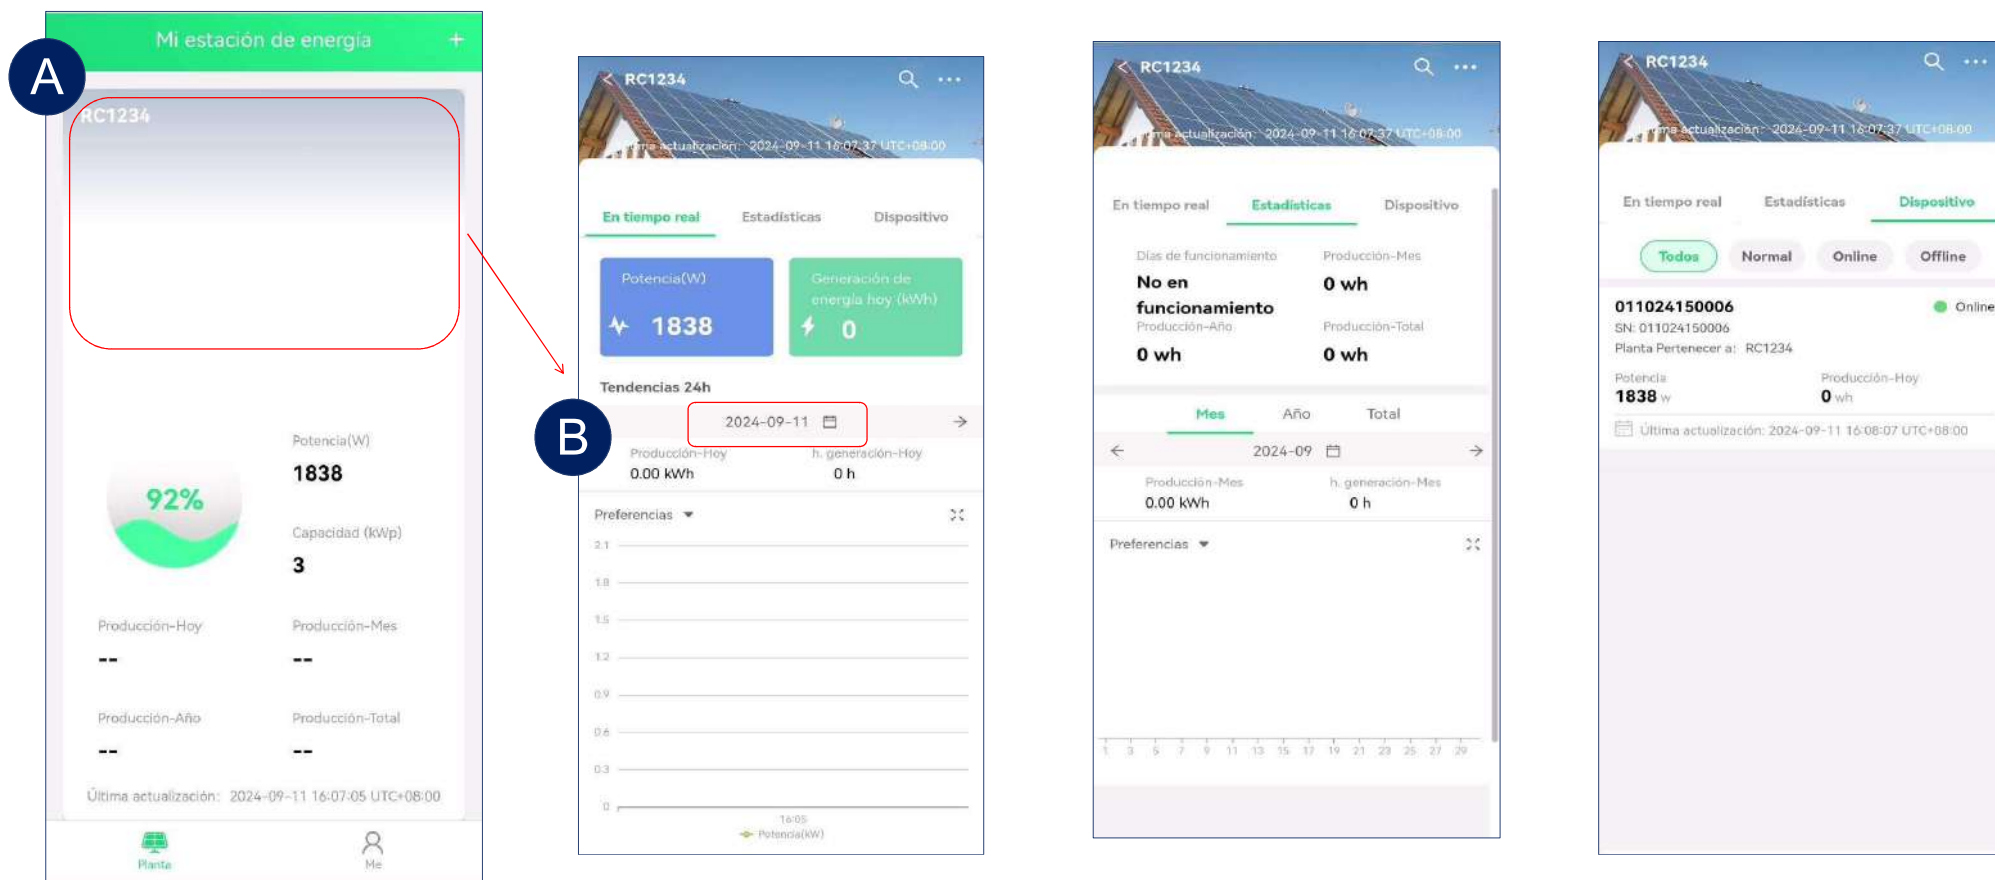 A
Mi estación de energía +
RC1234
92%
Potencia(W)
1838
Capacidad (kWp)
3
Producción-Hoy Producción-Mes
-- --
Producción-Año Producción-Total
-- --
Última actualización: 2024-09-11 16:07:05 UTC+08:00
Planta Me
B
< RC1234 ...
actualización: 2024-09-11 16:07:37 UTC+08:00
En tiempo real Estadísticas Dispositivo
Potencia(W) Generación de
energía hoy (kWh)
1838 0
Tendencias 24h
2024-09-11
Producción-Hoy h. generación-Hoy
0.00 kWh 0 h
Preferencias
2.1
1.8
1.5
1.2
0.9
0.6
0.3
0
16:05
Potencia(kW)
< RC1234 ...
actualización: 2024-09-11 16:07:37 UTC+08:00
En tiempo real Estadísticas Dispositivo
Días de funcionamiento Producción-Mes
No en 0 wh
funcionamiento
Producción-Año Producción-Total
0 wh 0 wh
Mes Año Total
2024-09
Producción-Mes h. generación-Mes
0.00 kWh 0 h
Preferencias
1 3 5 7 9 11 13 15 17 19 21 23 25 27 29
< RC1234 ...
actualización: 2024-09-11 16:07:37 UTC+08:00
En tiempo real Estadísticas Dispositivo
Todos Normal Online Offline
011024150006 Online
SN: 011024150006
Planta Pertenecer a: RC1234
Potencia Producción-Hoy
1838 w 0 wh
Última actualización: 2024-09-11 16:08:07 UTC+08:00